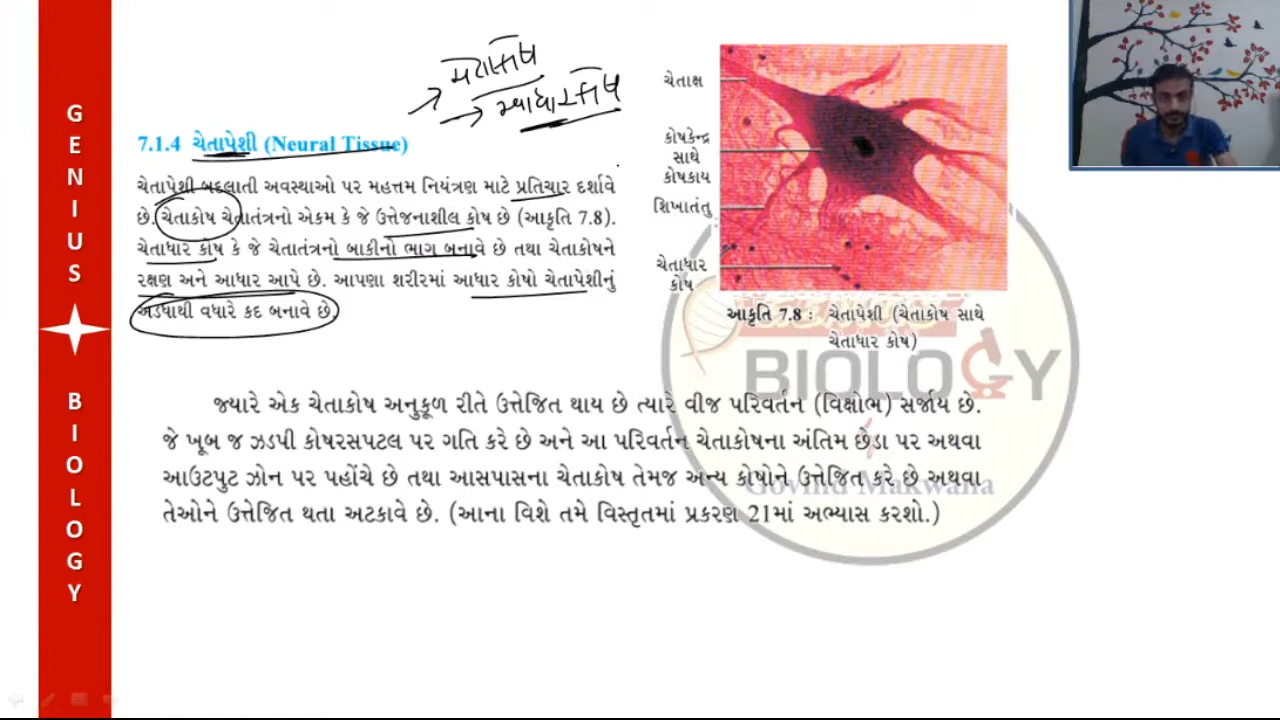 GENIUS
BIOLOGY
7.1.4 ચેતાપેશી (Neural Tissue)
ચેતાપેશી બદલાતી અવસ્થાઓ પર મહત્તમ નિયંત્રણ માટે પ્રતિચાર દર્શાવે
છે. ચેતાકોષ ચેતાતંત્રનો એકમ કે જે ઉત્તેજનાશીલ કોષ છે (આકૃતિ 7.8).
ચેતાધાર કોષ કે જે ચેતાતંત્રનો બાકીનો ભાગ બનાવે છે તથા ચેતાકોષને
રક્ષણ અને આધાર આપે છે. આપણા શરીરમાં આધાર કોષો ચેતાપેશીનું
અડધાથી વધારે કદ બનાવે છે.
ચેતાક્ષ
કોષકેન્દ્ર
સાથે
કોષકાય
શિખાતંતુ
ચેતાધાર
કોષ
આકૃતિ 7.8 : ચેતાપેશી (ચેતાકોષ સાથે
ચેતાધાર કોષ)
BIOLOGY
જ્યારે એક ચેતાકોષ અનુકૂળ રીતે ઉત્તેજિત થાય છે ત્યારે વીજ પરિવર્તન (વિક્ષોભ) સર્જાય છે.
જે ખૂબ જ ઝડપી કોષરસપટલ પર ગતિ કરે છે અને આ પરિવર્તન ચેતાકોષના અંતિમ છેડા પર અથવા
આઉટપુટ ઝોન પર પહોંચે છે તથા આસપાસના ચેતાકોષ તેમજ અન્ય કોષોને ઉત્તેજિત કરે છે અથવા
Govind Makwana
તેઓને ઉત્તેજિત થતા અટકાવે છે. (આના વિશે તમે વિસ્તૃતમાં પ્રકરણ 21માં અભ્યાસ કરશો.)